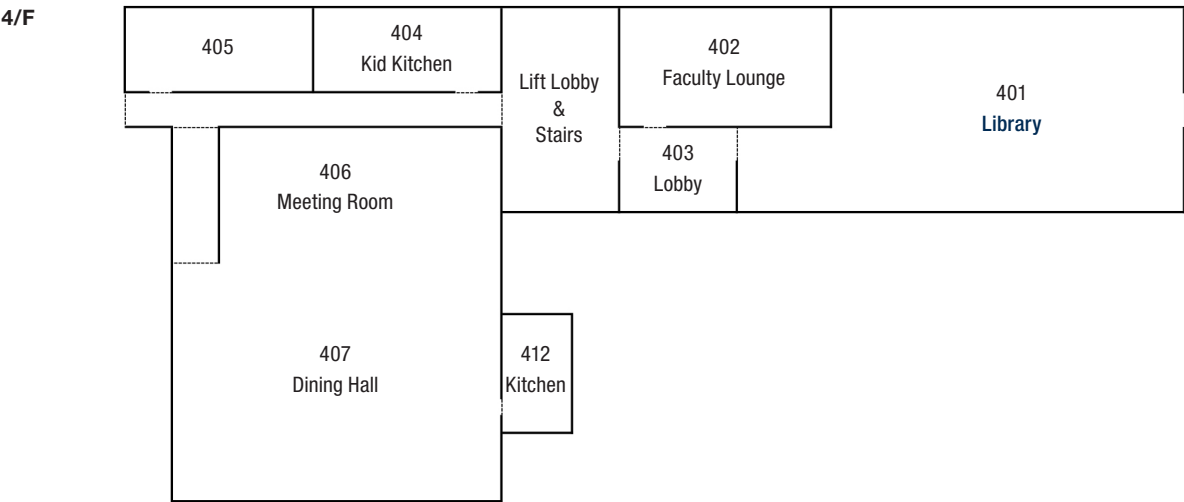 4/F
405
404
Kid Kitchen
Lift Lobby
&
Stairs
402
Faculty Lounge
401
Library
403
Lobby
406
Meeting Room
407
Dining Hall
412
Kitchen